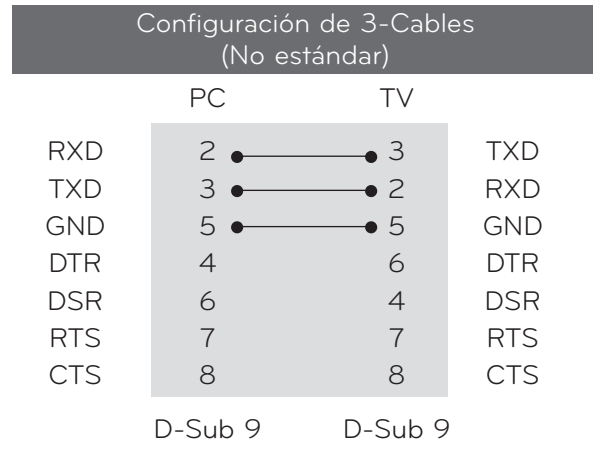 Configuración de 3-Cables
(No estándar)
PC TV
RXD 2 3 TXD
TXD 3 2 RXD
GND 5 5 GND
DTR 4 6 DTR
DSR 6 4 DSR
RTS 7 7 RTS
CTS 8 8 CTS
D-Sub 9 D-Sub 9